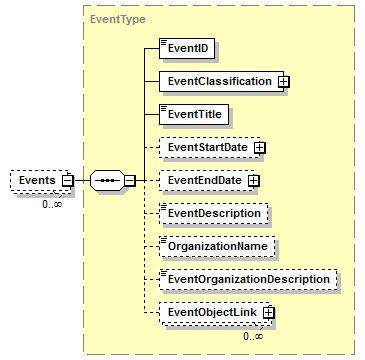 EventType
EventID
EventClassification
EventTitle
EventStartDate
Events
EventEndDate
0..∞
EventDescription
OrganizationName
EventOrganizationDescription
EventObjectLink
0..∞